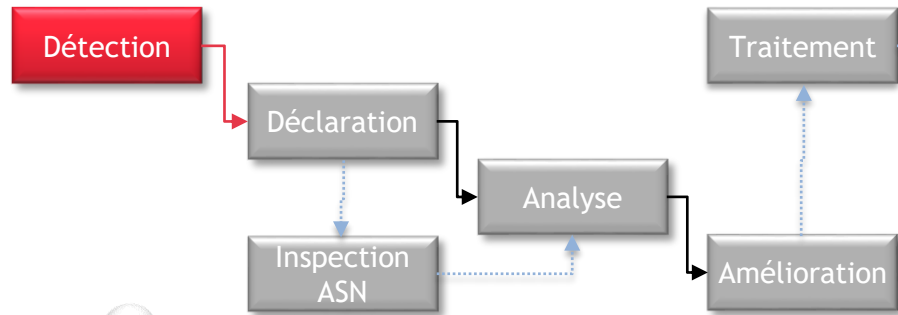 Détection
Traitement
Déclaration
Analyse
Inspection
ASN
Amélioration